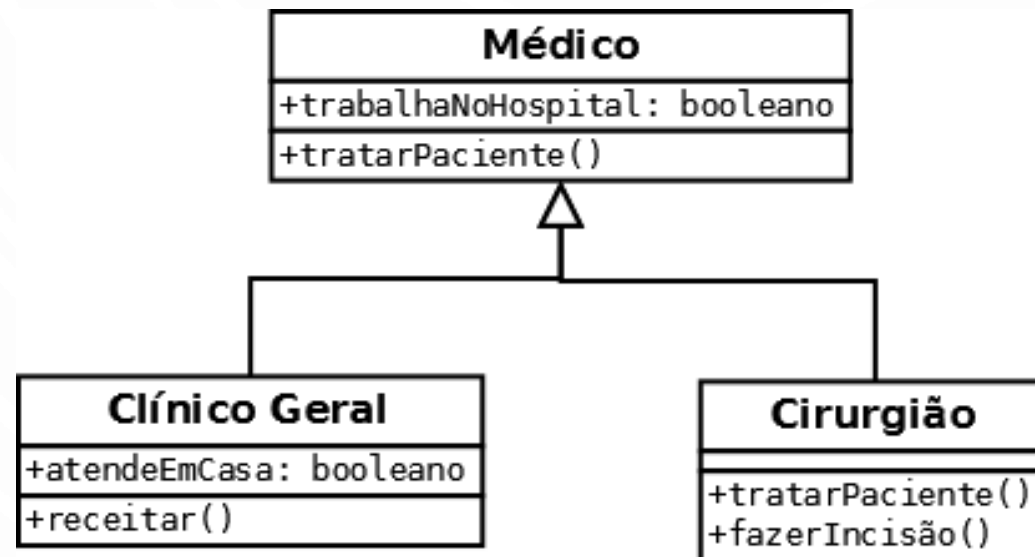 Médico
+trabalhaNoHospital: booleano
+tratarPaciente()
Clínico Geral
+atendeEmCasa: booleano
+receitar()
Cirurgião
+tratarPaciente()
+fazerIncisão()